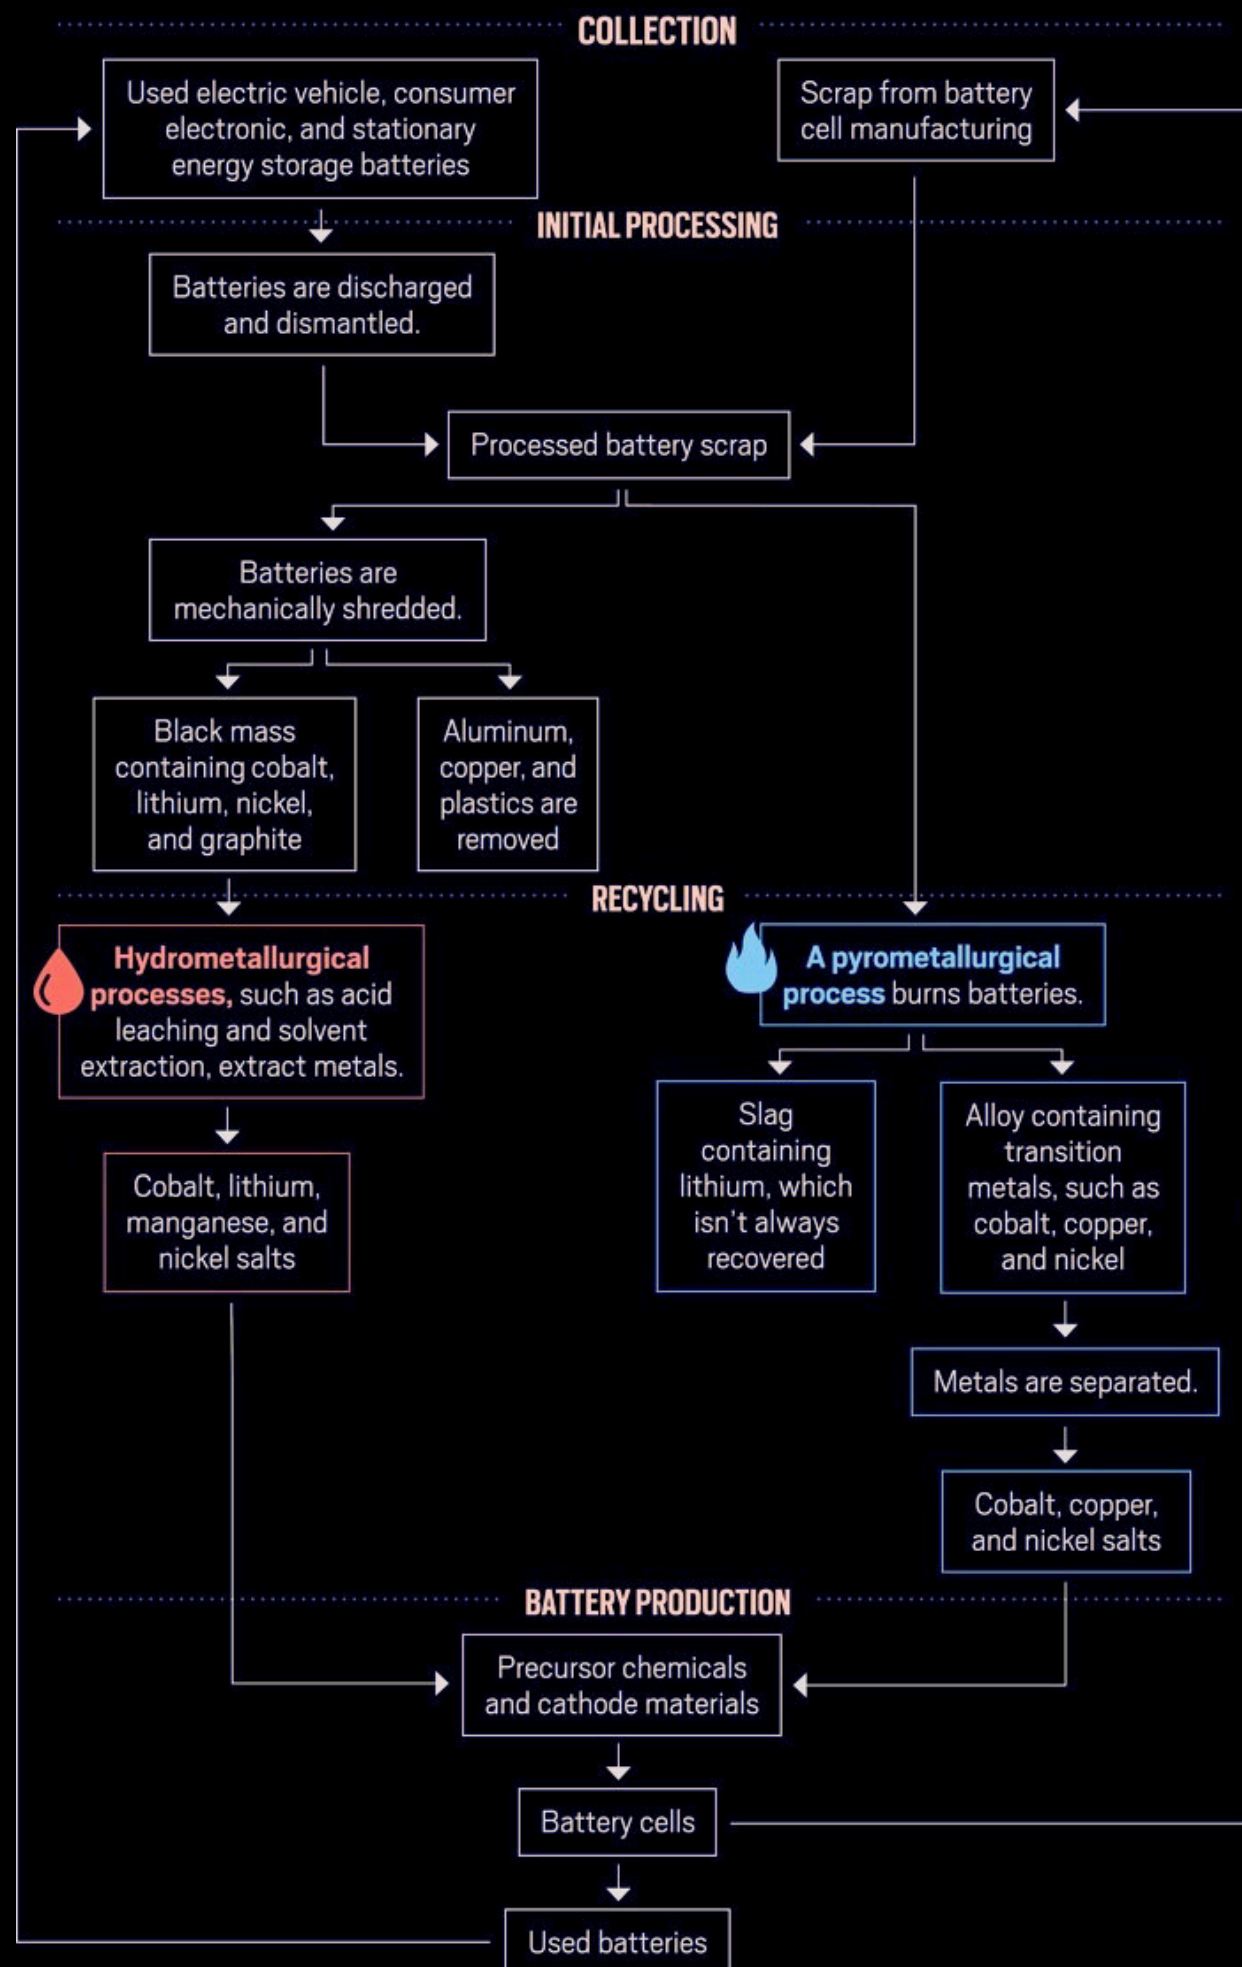 COLLECTION
Used electric vehicle, consumer
electronic, and stationary
energy storage batteries
Scrap from battery
cell manufacturing
INITIAL PROCESSING
Batteries are discharged
and dismantled.
Processed battery scrap
Batteries are
mechanically shredded.
Black mass
containing cobalt,
lithium, nickel,
and graphite
Aluminum,
copper, and
plastics are
removed
RECYCLING
Hydrometallurgical
processes, such as acid
leaching and solvent
extraction, extract metals.
A pyrometallurgical
process burns batteries.
Cobalt, lithium,
manganese, and
nickel salts
Slag
containing
lithium, which
isn't always
recovered
Alloy containing
transition
metals, such as
cobalt, copper,
and nickel
Metals are separated.
Cobalt, copper,
and nickel salts
BATTERY PRODUCTION
Precursor chemicals
and cathode materials
Battery cells
Used batteries